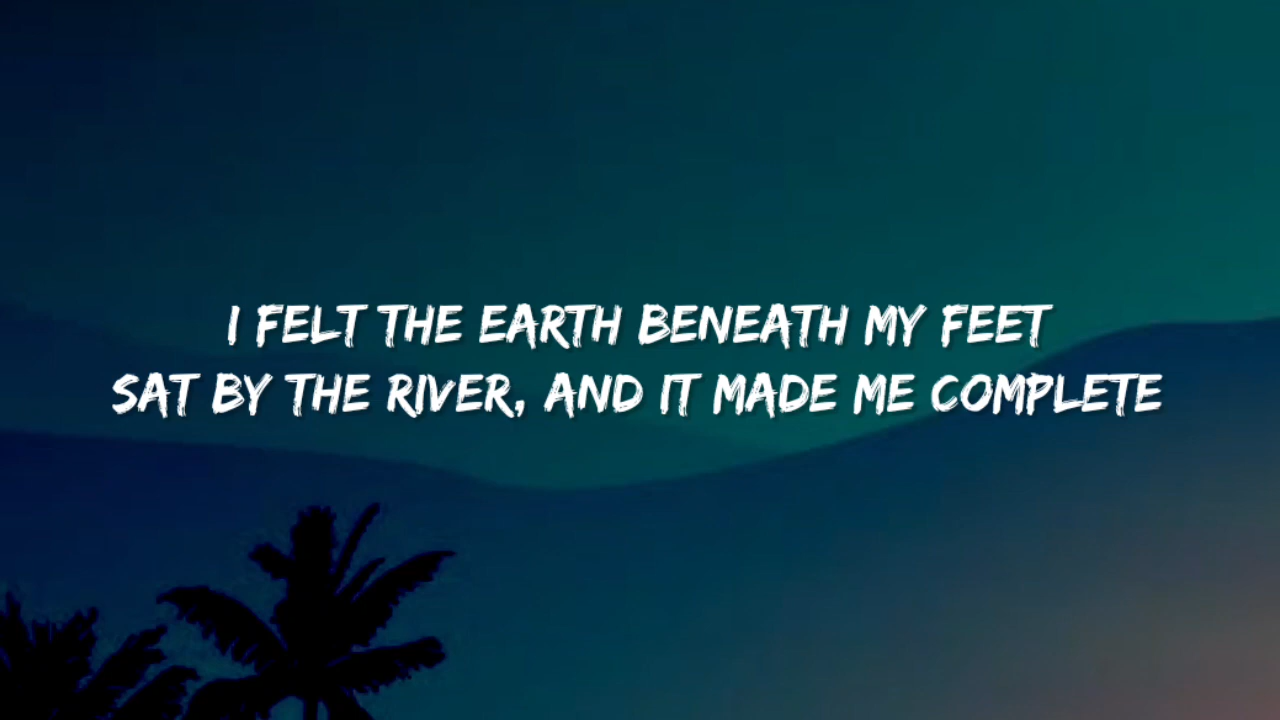 I FELT THE EARTH BENEATH MY FEET
SAT BY THE RIVER, AND IT MADE ME COMPLETE